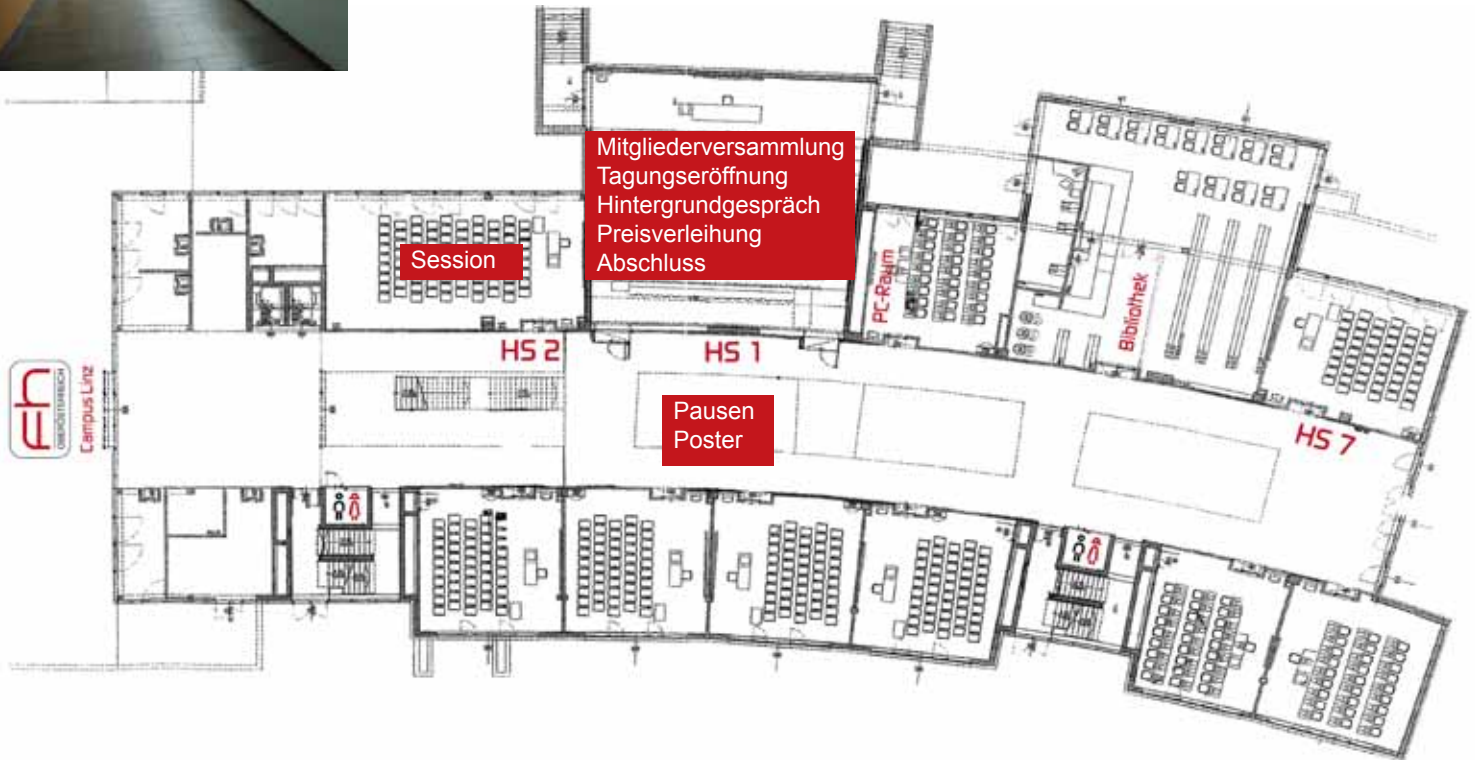 Mitgliederversammlung
Tagungseröffnung
Hintergrundgespräch
Preisverleihung
Abschluss
Session
PC-Raum
Bibliothek
HS 2
HS 1
fh
OBERÖSTERREICH
Campus Linz
Pausen
Poster
HS 7